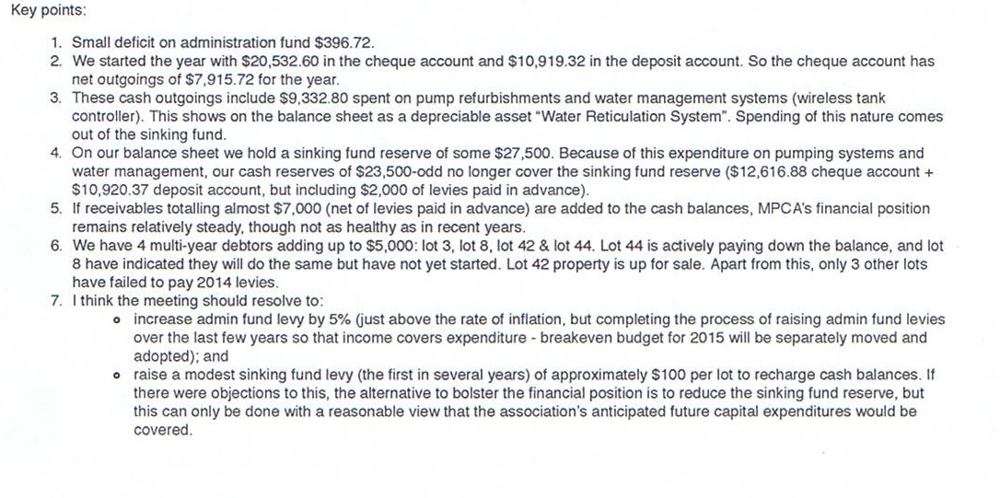 Key points:
1. Small deficit on administration fund $396.72.
2. We started the year with $20,532.60 in the cheque account and $10,919.32 in the deposit account. So the cheque account has
net outgoings of $7,915.72 for the year.
3. These cash outgoings include $9,332.80 spent on pump refurbishments and water management systems (wireless tank
controller). This shows on the balance sheet as a depreciable asset "Water Reticulation System". Spending of this nature comes
out of the sinking fund.
4. On our balance sheet we hold a sinking fund reserve of some $27,500. Because of this expenditure on pumping systems and
water management, our cash reserves of $23,500-odd no longer cover the sinking fund reserve ($12,616.88 cheque account +
$10,920.37 deposit account, but including $2,000 of levies paid in advance).
5. If receivables totalling almost $7,000 (net of levies paid in advance) are added to the cash balances, MPCA's financial position
remains relatively steady, though not as healthy as in recent years.
6. We have 4 multi-year debtors adding up to $5,000: lot 3, lot 8, lot 42 & lot 44. Lot 44 is actively paying down the balance, and lot
8 have indicated they will do the same but have not yet started. Lot 42 property is up for sale. Apart from this, only 3 other lots
have failed to pay 2014 levies.
7. I think the meeting should resolve to:
o increase admin fund levy by 5% (just above the rate of inflation, but completing the process of raising admin fund levies
over the last few years so that income covers expenditure - breakeven budget for 2015 will be separately moved and
adopted); and
o raise a modest sinking fund levy (the first in several years) of approximately $100 per lot to recharge cash balances. If
there were objections to this, the alternative to bolster the financial position is to reduce the sinking fund reserve, but
this can only be done with a reasonable view that the association's anticipated future capital expenditures would be
covered.